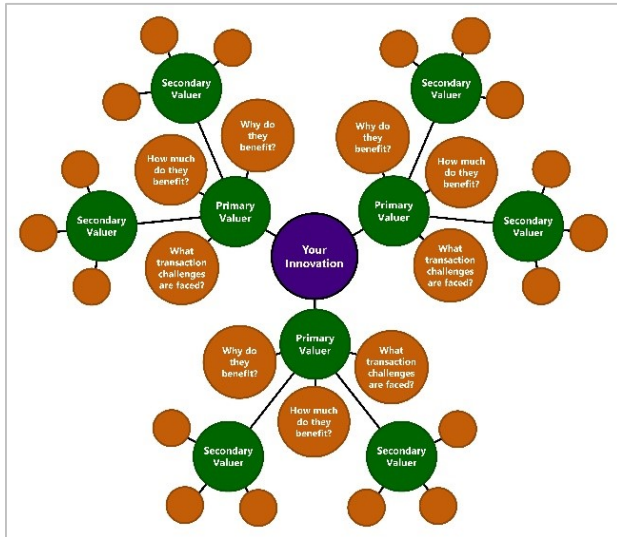 Secondary
Valuer
Secondary
Valuer
Why do
they
benefit?
Why do
they
benefit?
How much
do they
benefit?
How much
do they
benefit?
Secondary
Valuer
Primary
Valuer
Primary
Valuer
Secondary
Valuer
What
transaction
challenges
are faced?
Your
Innovation
What
transaction
challenges
are faced?
Primary
Valuer
Why do
they
benefit?
What
transaction
challenges
are faced?
How much
do they
benefit?
Secondary
Valuer
Secondary
Valuer